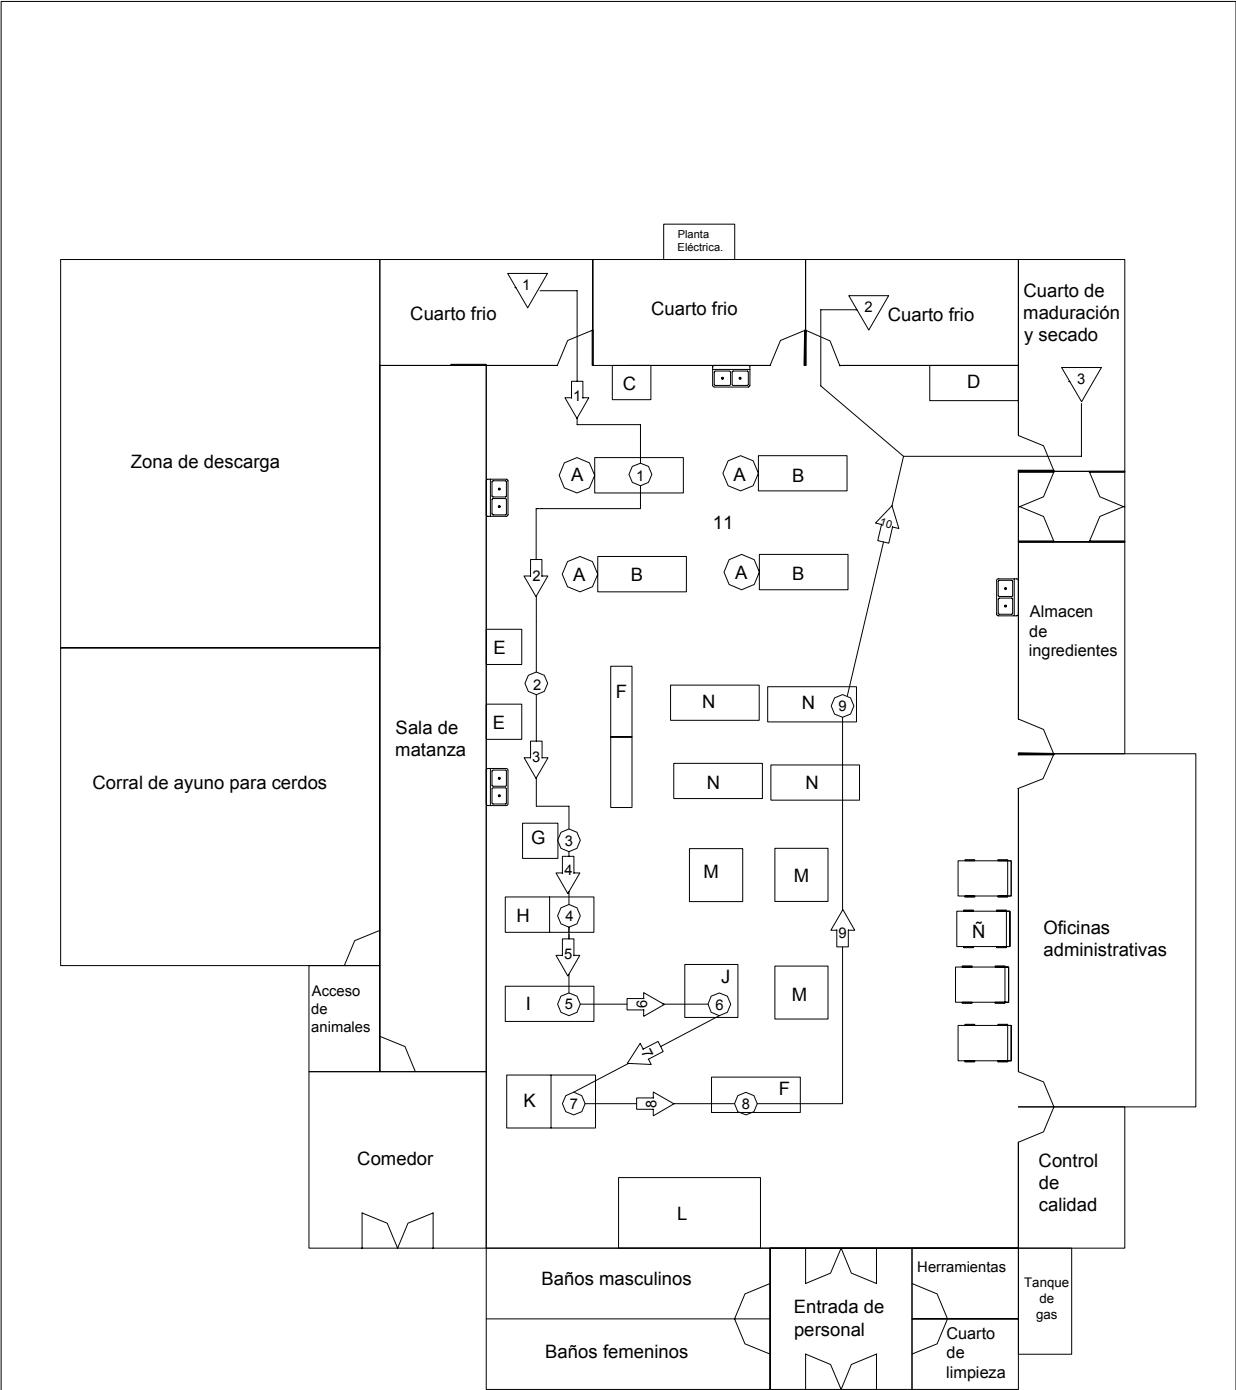 Planta
Eléctrica.
1
Cuarto frio
Cuarto frio
2
Cuarto frio
Cuarto de
maduración
y secado
3
C
D
1
Zona de descarga
A
1
A
B
11
10
2
A
B
A
B
Almacen
de
ingredientes
E
2
F
N
N
9
E
Sala de
matanza
3
Corral de ayuno para cerdos
N
N
G
3
4
M
M
H
4
9
Ñ
Oficinas
administrativas
5
Acceso
de
animales
I
5
6
J
6
M
7
K
7
8
8
F
Comedor
Control
de
calidad
L
Baños masculinos
Entrada de
personal
Herramientas
Tanque
de
gas
Baños femeninos
Cuarto
de
limpieza